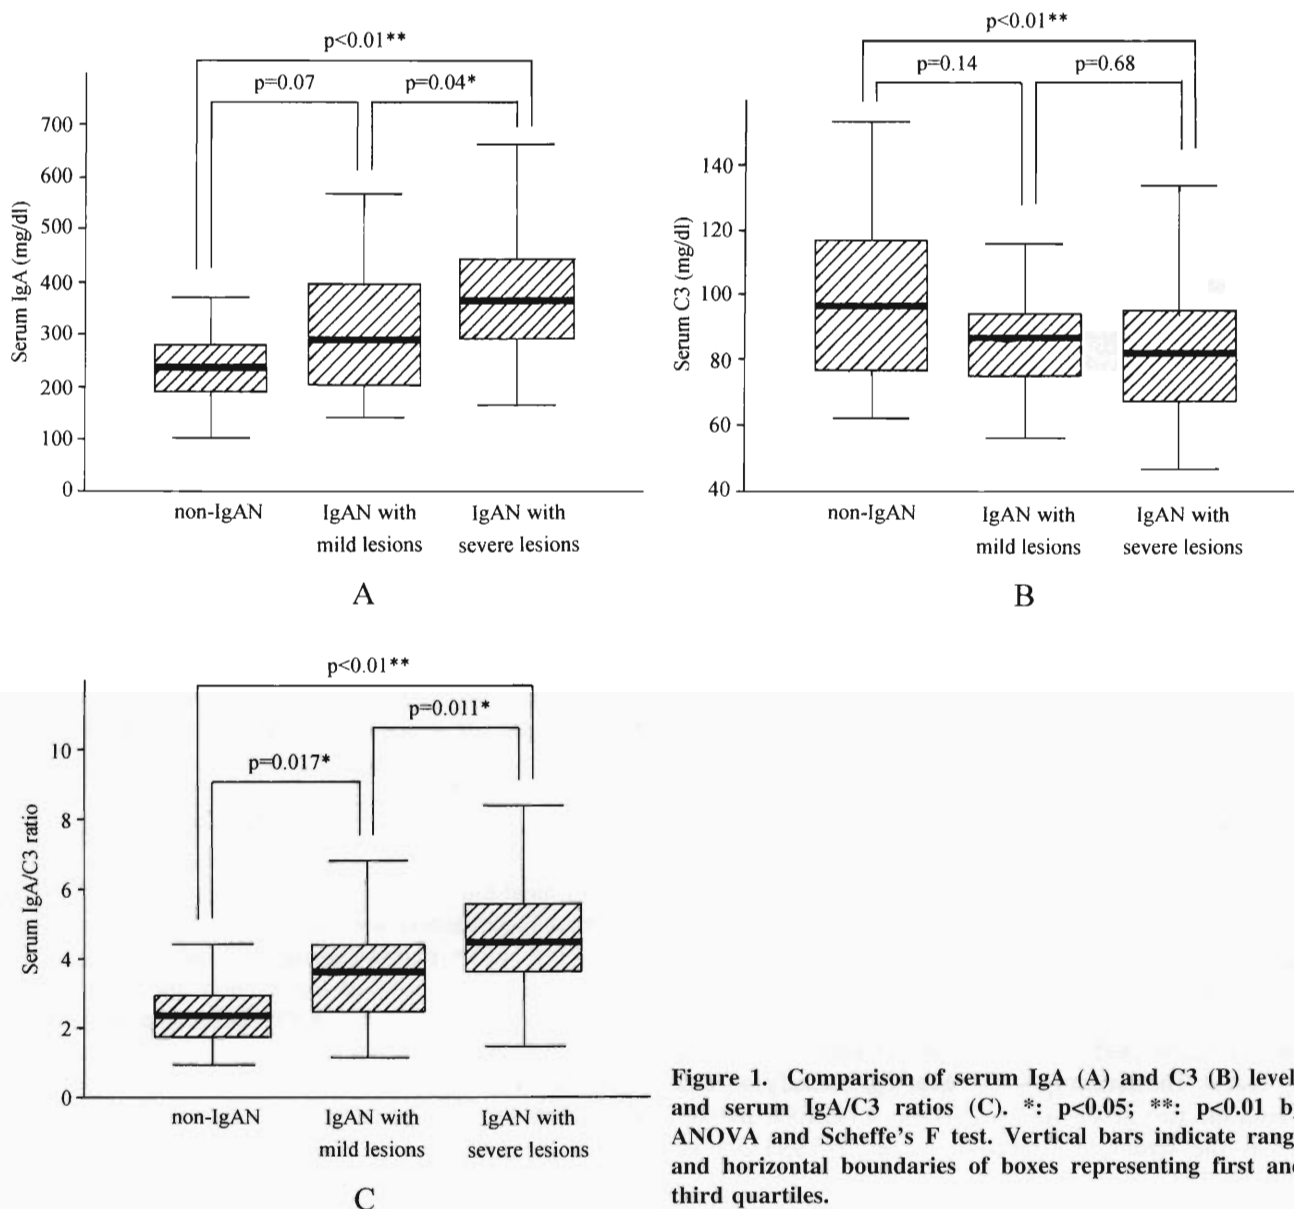 p<0.01**
p=0.07
p=0.04*
700
600
500
400
300
200
100
0
Serum IgA (mg/dl)
non-IgAN
IgAN with
mild lesions
IgAN with
severe lesions
A
p<0.01**
p=0.14
p=0.68
140
120
100
80
60
40
Serum C3 (mg/dl)
non-IgAN
IgAN with
mild lesions
IgAN with
severe lesions
B
p<0.01**
p=0.011*
p=0.017*
10
8
6
4
2
0
Serum IgA/C3 ratio
non-IgAN
IgAN with
mild lesions
IgAN with
severe lesions
C
Figure 1. Comparison of serum IgA (A) and C3 (B) level
and serum IgA/C3 ratios (C). *: p<0.05; **: p<0.01 b
ANOVA and Scheffe's F test. Vertical bars indicate rang
and horizontal boundaries of boxes representing first and
third quartiles.